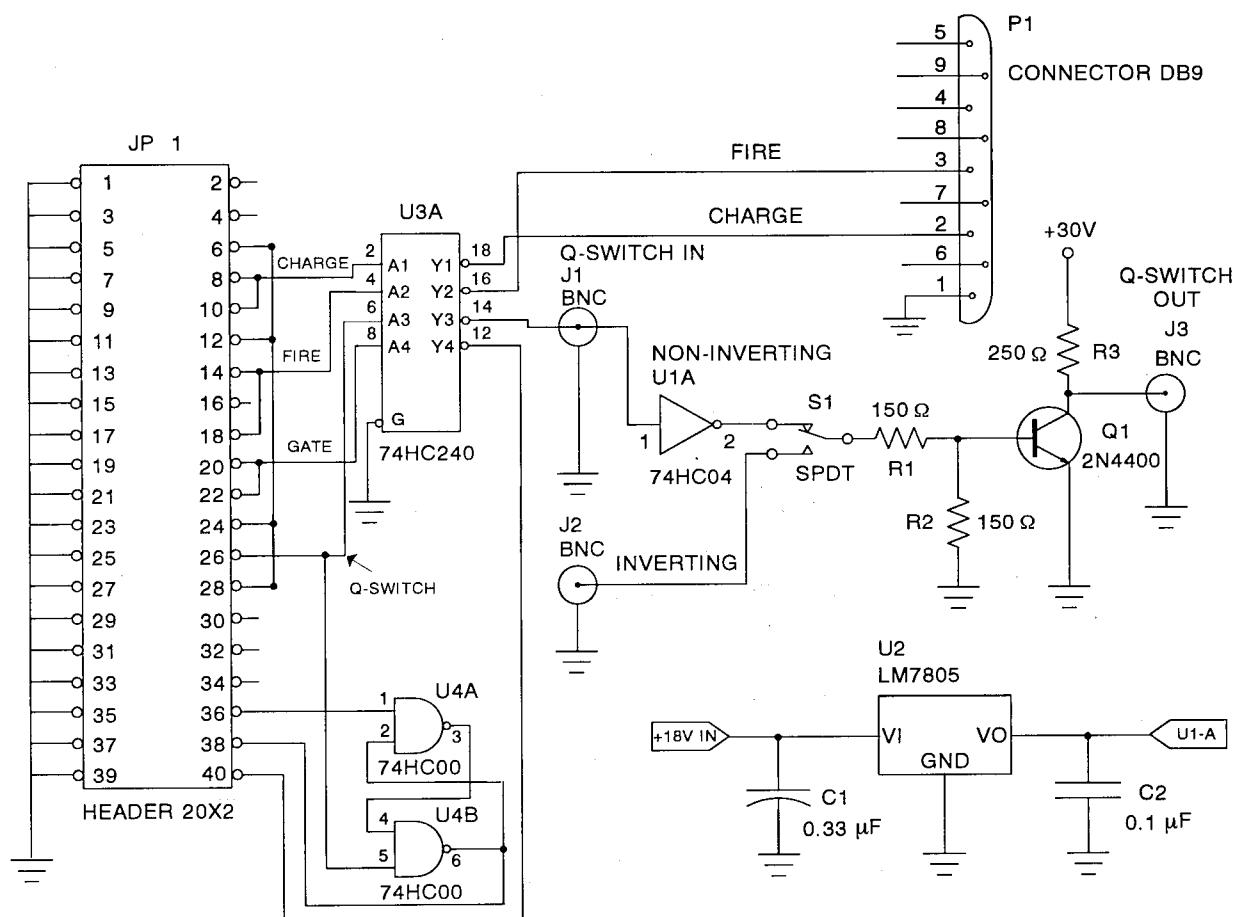 P1
CONNECTOR DB9
5
9
4
8
3
7
2
6
1
FIRE
CHARGE
JP 1
1 2
3 4
5 6
7 8
9 10
11 12
13 14
15 16
17 18
19 20
21 22
23 24
25 26
27 28
29 30
31 32
33 34
35 36
37 38
39 40
HEADER 20X2
CHARGE
FIRE
GATE
Q-SWITCH
U3A
2 A1 Y1 18
4 A2 Y2 16
6 A3 Y3 14
8 A4 Y4 12
G
74HC240
Q-SWITCH IN
J1
BNC
NON-INVERTING
U1A
1 2
74HC04
S1
SPDT
150 Ω
R1
R2 150 Ω
+30V
250 Ω R3
Q-SWITCH
OUT
J3
BNC
Q1
2N4400
J2
BNC
INVERTING
U4A
1
2
3
74HC00
U4B
4
5
6
74HC00
U2
LM7805
+18V IN
VI VO
GND
U1-A
C1
0.33 µF
C2
0.1 µF